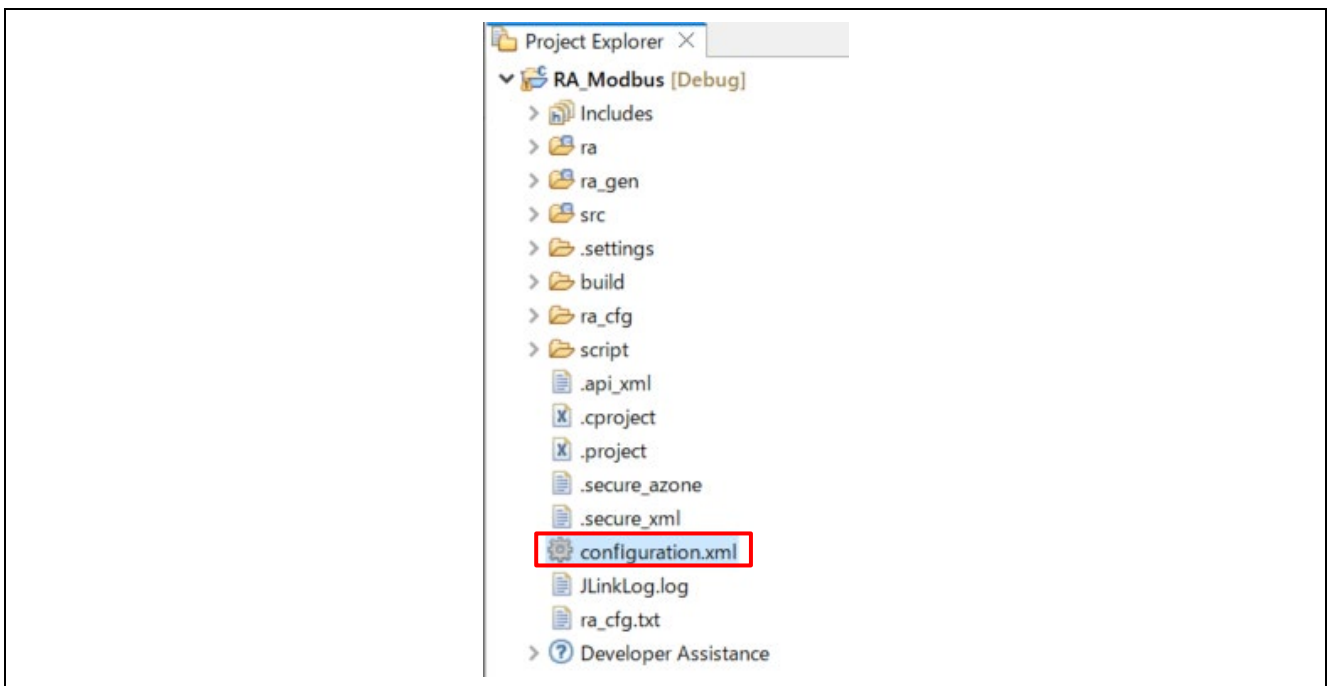 Project Explorer
RA_Modbus [Debug]
Includes
ra
ra_gen
src
.settings
build
ra_cfg
script
.api_xml
.cproject
.project
.secure_azone
.secure_xml
configuration.xml
JLinkLog.log
ra_cfg.txt
Developer Assistance